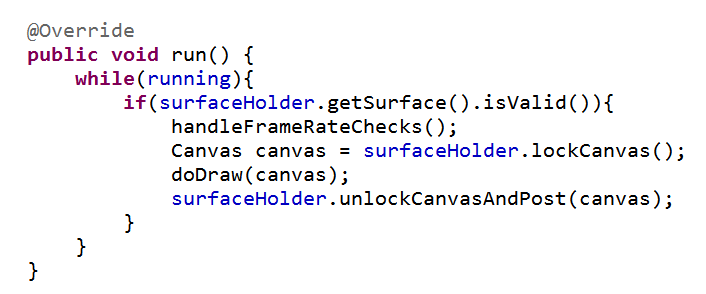 @Override
public void run() {
    while(running){
        if(surfaceHolder.getSurface().isValid()){
            handleFrameRateChecks();
            Canvas canvas = surfaceHolder.lockCanvas();
            doDraw(canvas);
            surfaceHolder.unlockCanvasAndPost(canvas);
        }
    }
}